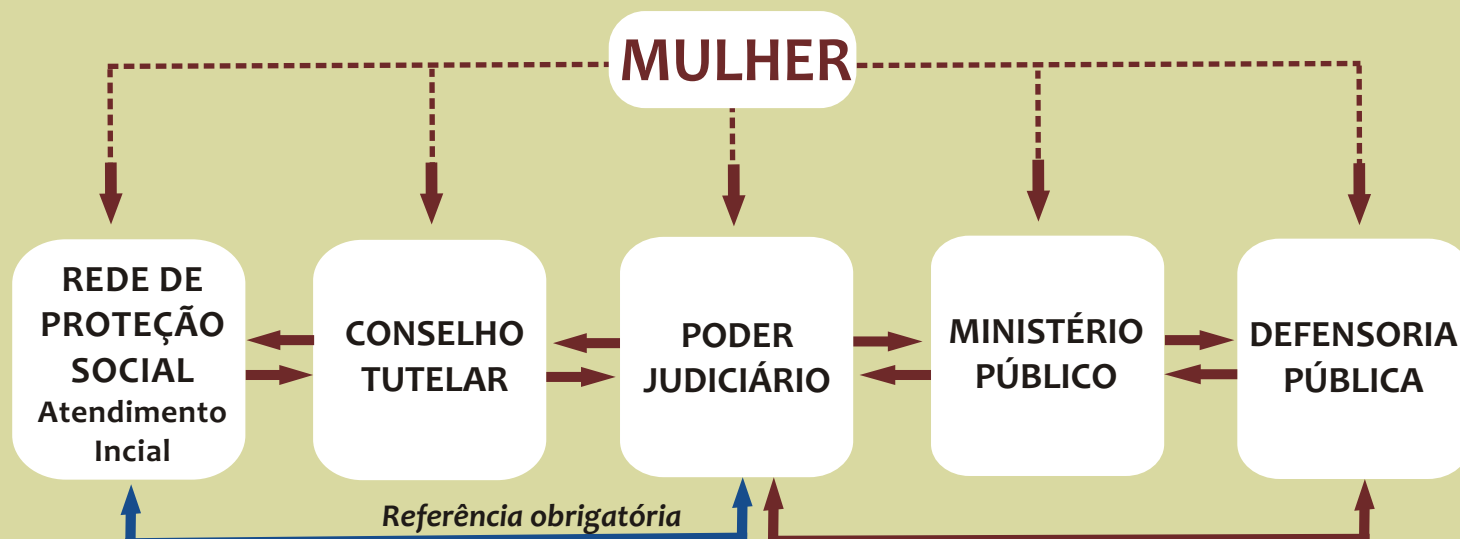 MULHER
REDE DE
PROTEÇÃO
SOCIAL
Atendimento
Incial
CONSELHO
TUTELAR
PODER
JUDICIÁRIO
MINISTÉRIO
PÚBLICO
DEFENSORIA
PÚBLICA
Referência obrigatória